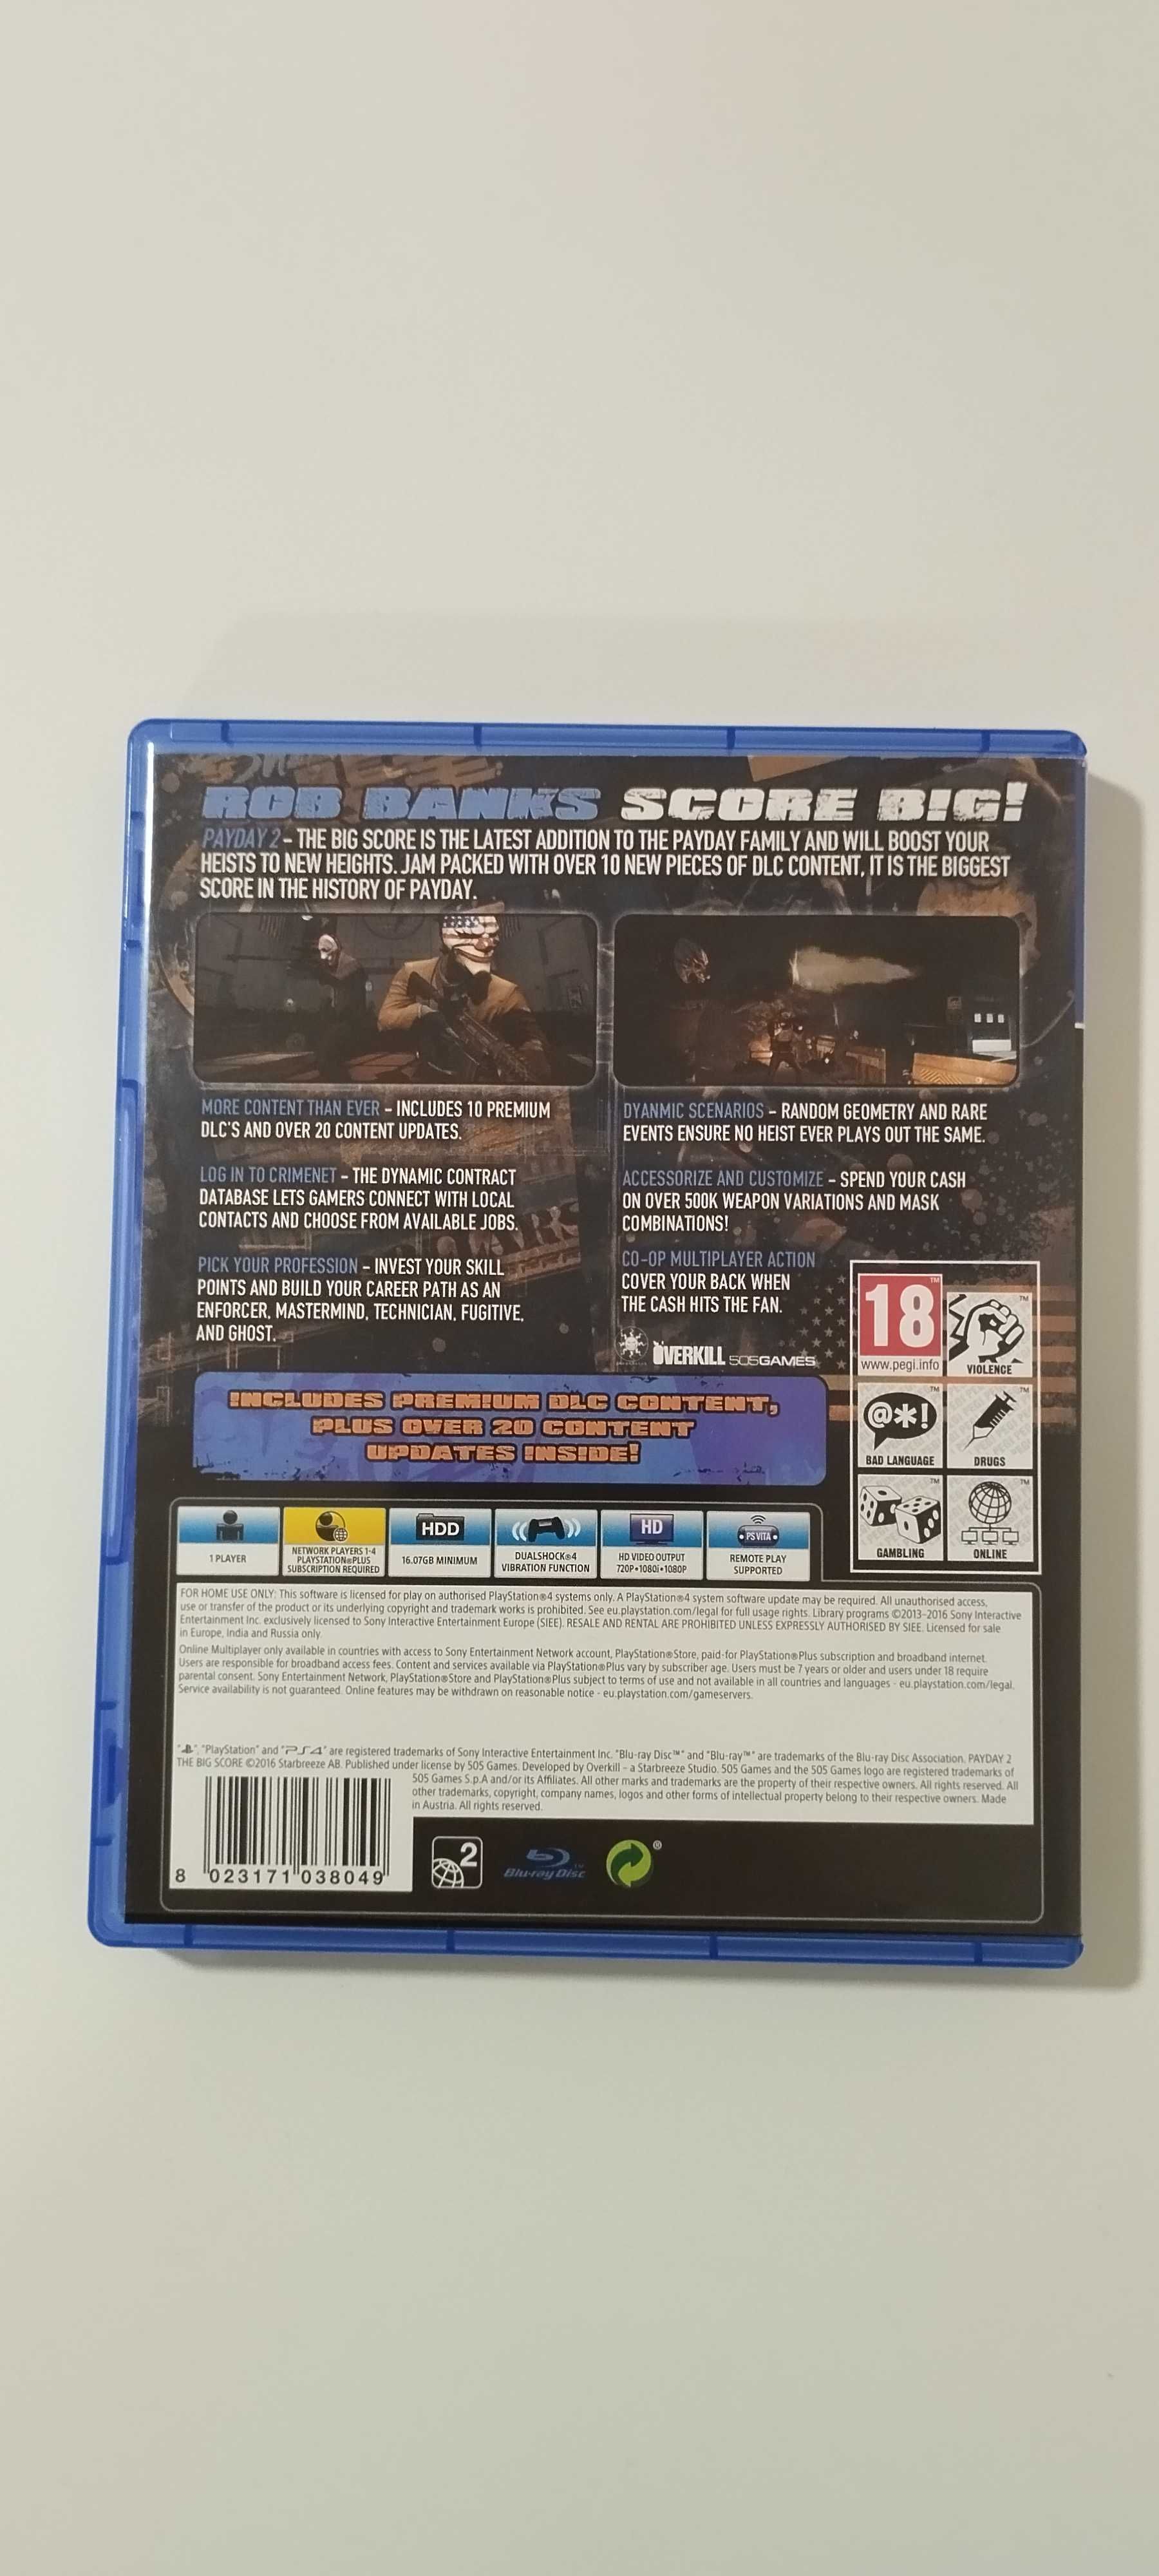 ROB BANKS SCORE BIG!
PAYDAY 2 – THE BIG SCORE IS THE LATEST ADDITION TO THE PAYDAY FAMILY AND WILL BOOST YOUR
HEISTS TO NEW HEIGHTS. JAM PACKED WITH OVER 10 NEW PIECES OF DLC CONTENT, IT IS THE BIGGEST
SCORE IN THE HISTORY OF PAYDAY.
MORE CONTENT THAN EVER – INCLUDES 10 PREMIUM
DLC'S AND OVER 20 CONTENT UPDATES.
LOG IN TO CRIMENET – THE DYNAMIC CONTRACT
DATABASE LETS GAMERS CONNECT WITH LOCAL
CONTACTS AND CHOOSE FROM AVAILABLE JOBS.
PICK YOUR PROFESSION – INVEST YOUR SKILL
POINTS AND BUILD YOUR CAREER PATH AS AN
ENFORCER, MASTERMIND, TECHNICIAN, FUGITIVE,
AND GHOST.
DYANMIC SCENARIOS – RANDOM GEOMETRY AND RARE
EVENTS ENSURE NO HEIST EVER PLAYS OUT THE SAME.
ACCESSORIZE AND CUSTOMIZE – SPEND YOUR CASH
ON OVER 500K WEAPON VARIATIONS AND MASK
COMBINATIONS!
CO-OP MULTIPLAYER ACTION
COVER YOUR BACK WHEN
THE CASH HITS THE FAN.
OVERKILL 505GAMES
18™
www.pegi.info
™
VIOLENCE
@*!™
BAD LANGUAGE
™
DRUGS
™
GAMBLING
™
ONLINE
INCLUDES PREMIUM DLC CONTENT,
PLUS OVER 20 CONTENT
UPDATES INSIDE!
1 PLAYER
NETWORK PLAYERS 1-4
PLAYSTATION®PLUS
SUBSCRIPTION REQUIRED
HDD
16.07GB MINIMUM
DUALSHOCK®4
VIBRATION FUNCTION
HD
HD VIDEO OUTPUT
720P•1080i•1080P
PSVITA
REMOTE PLAY
SUPPORTED
FOR HOME USE ONLY: This software is licensed for play on authorised PlayStation®4 systems only. A PlayStation®4 system software update may be required. All unauthorised access,
use or transfer of the product or its underlying copyright and trademark works is prohibited. See eu.playstation.com/legal for full usage rights. Library programs ©2013-2016 Sony Interactive
Entertainment Inc. exclusively licensed to Sony Interactive Entertainment Europe (SIEE). RESALE AND RENTAL ARE PROHIBITED UNLESS EXPRESSLY AUTHORISED BY SIEE. Licensed for sale
in Europe, India and Russia only.
Online Multiplayer only available in countries with access to Sony Entertainment Network account, PlayStation®Store, paid-for PlayStation®Plus subscription and broadband internet.
Users are responsible for broadband access fees. Content and services available via PlayStation®Plus vary by subscriber age. Users must be 7 years or older and users under 18 require
parental consent. Sony Entertainment Network, PlayStation®Store and PlayStation®Plus subject to terms of use and not available in all countries and languages - eu.playstation.com/legal.
Service availability is not guaranteed. Online features may be withdrawn on reasonable notice - eu.playstation.com/gameservers.
" ", "PlayStation" and "PS4" are registered trademarks of Sony Interactive Entertainment Inc. "Blu-ray Disc™" and "Blu-ray™" are trademarks of the Blu-ray Disc Association. PAYDAY 2
THE BIG SCORE ©2016 Starbreeze AB. Published under license by 505 Games. Developed by Overkill - a Starbreeze Studio. 505 Games and the 505 Games logo are registered trademarks of
505 Games S.p.A and/or its Affiliates. All other marks and trademarks are the property of their respective owners. All rights reserved. All
other trademarks, copyright, company names, logos and other forms of intellectual property belong to their respective owners. Made
in Austria. All rights reserved.
8 023171 038049
2
Blu-ray Disc™
®